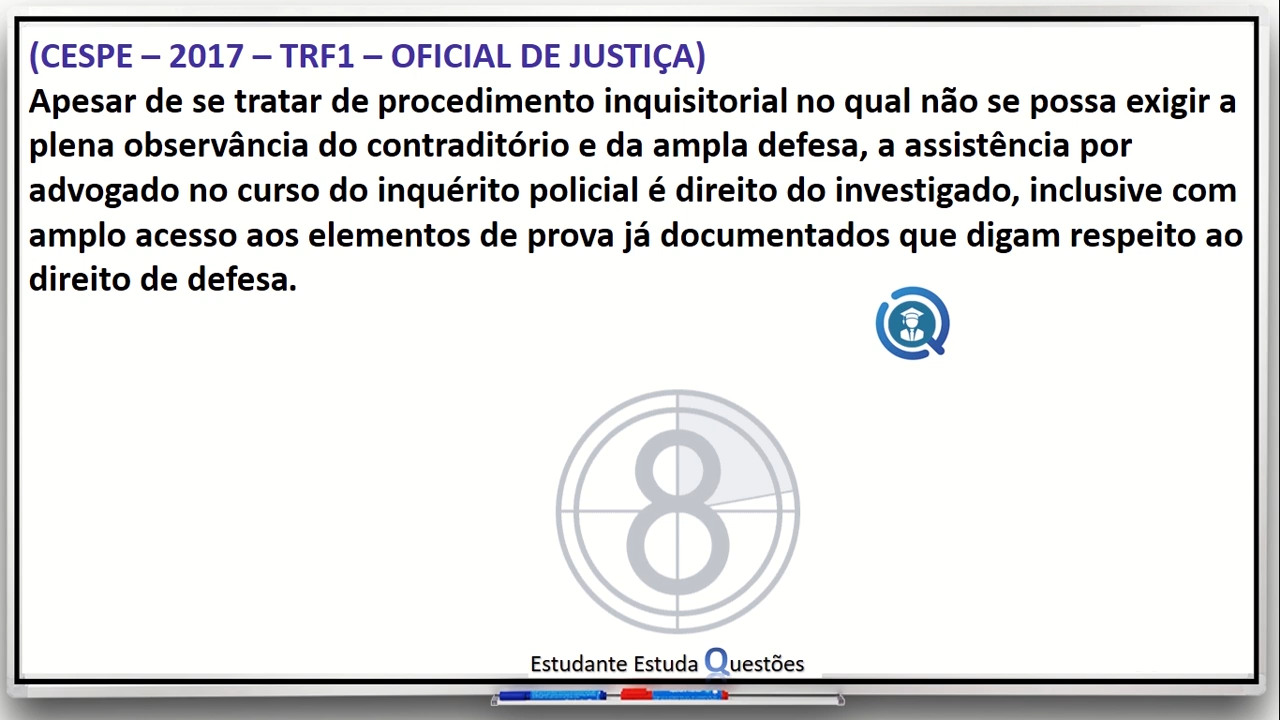 (CESPE – 2017 – TRF1 – OFICIAL DE JUSTIÇA)
Apesar de se tratar de procedimento inquisitorial no qual não se possa exigir a
plena observância do contraditório e da ampla defesa, a assistência por
advogado no curso do inquérito policial é direito do investigado, inclusive com
amplo acesso aos elementos de prova já documentados que digam respeito ao
direito de defesa.
8
Estudante Estuda Questões